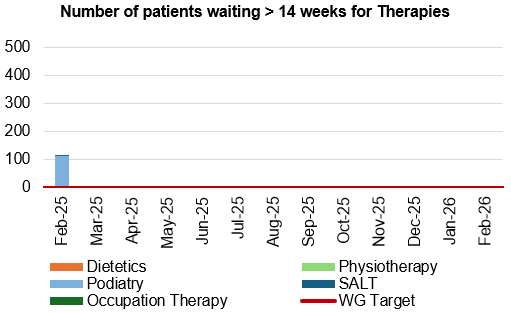 Number of patients waiting > 14 weeks for Therapies
500
400
300
200
100
0
Feb-25
Mar-25
Apr-25
May-25
Jun-25
Jul-25
Aug-25
Sep-25
Oct-25
Nov-25
Dec-25
Jan-26
Feb-26
Dietetics
Physiotherapy
Podiatry
SALT
Occupation Therapy
WG Target